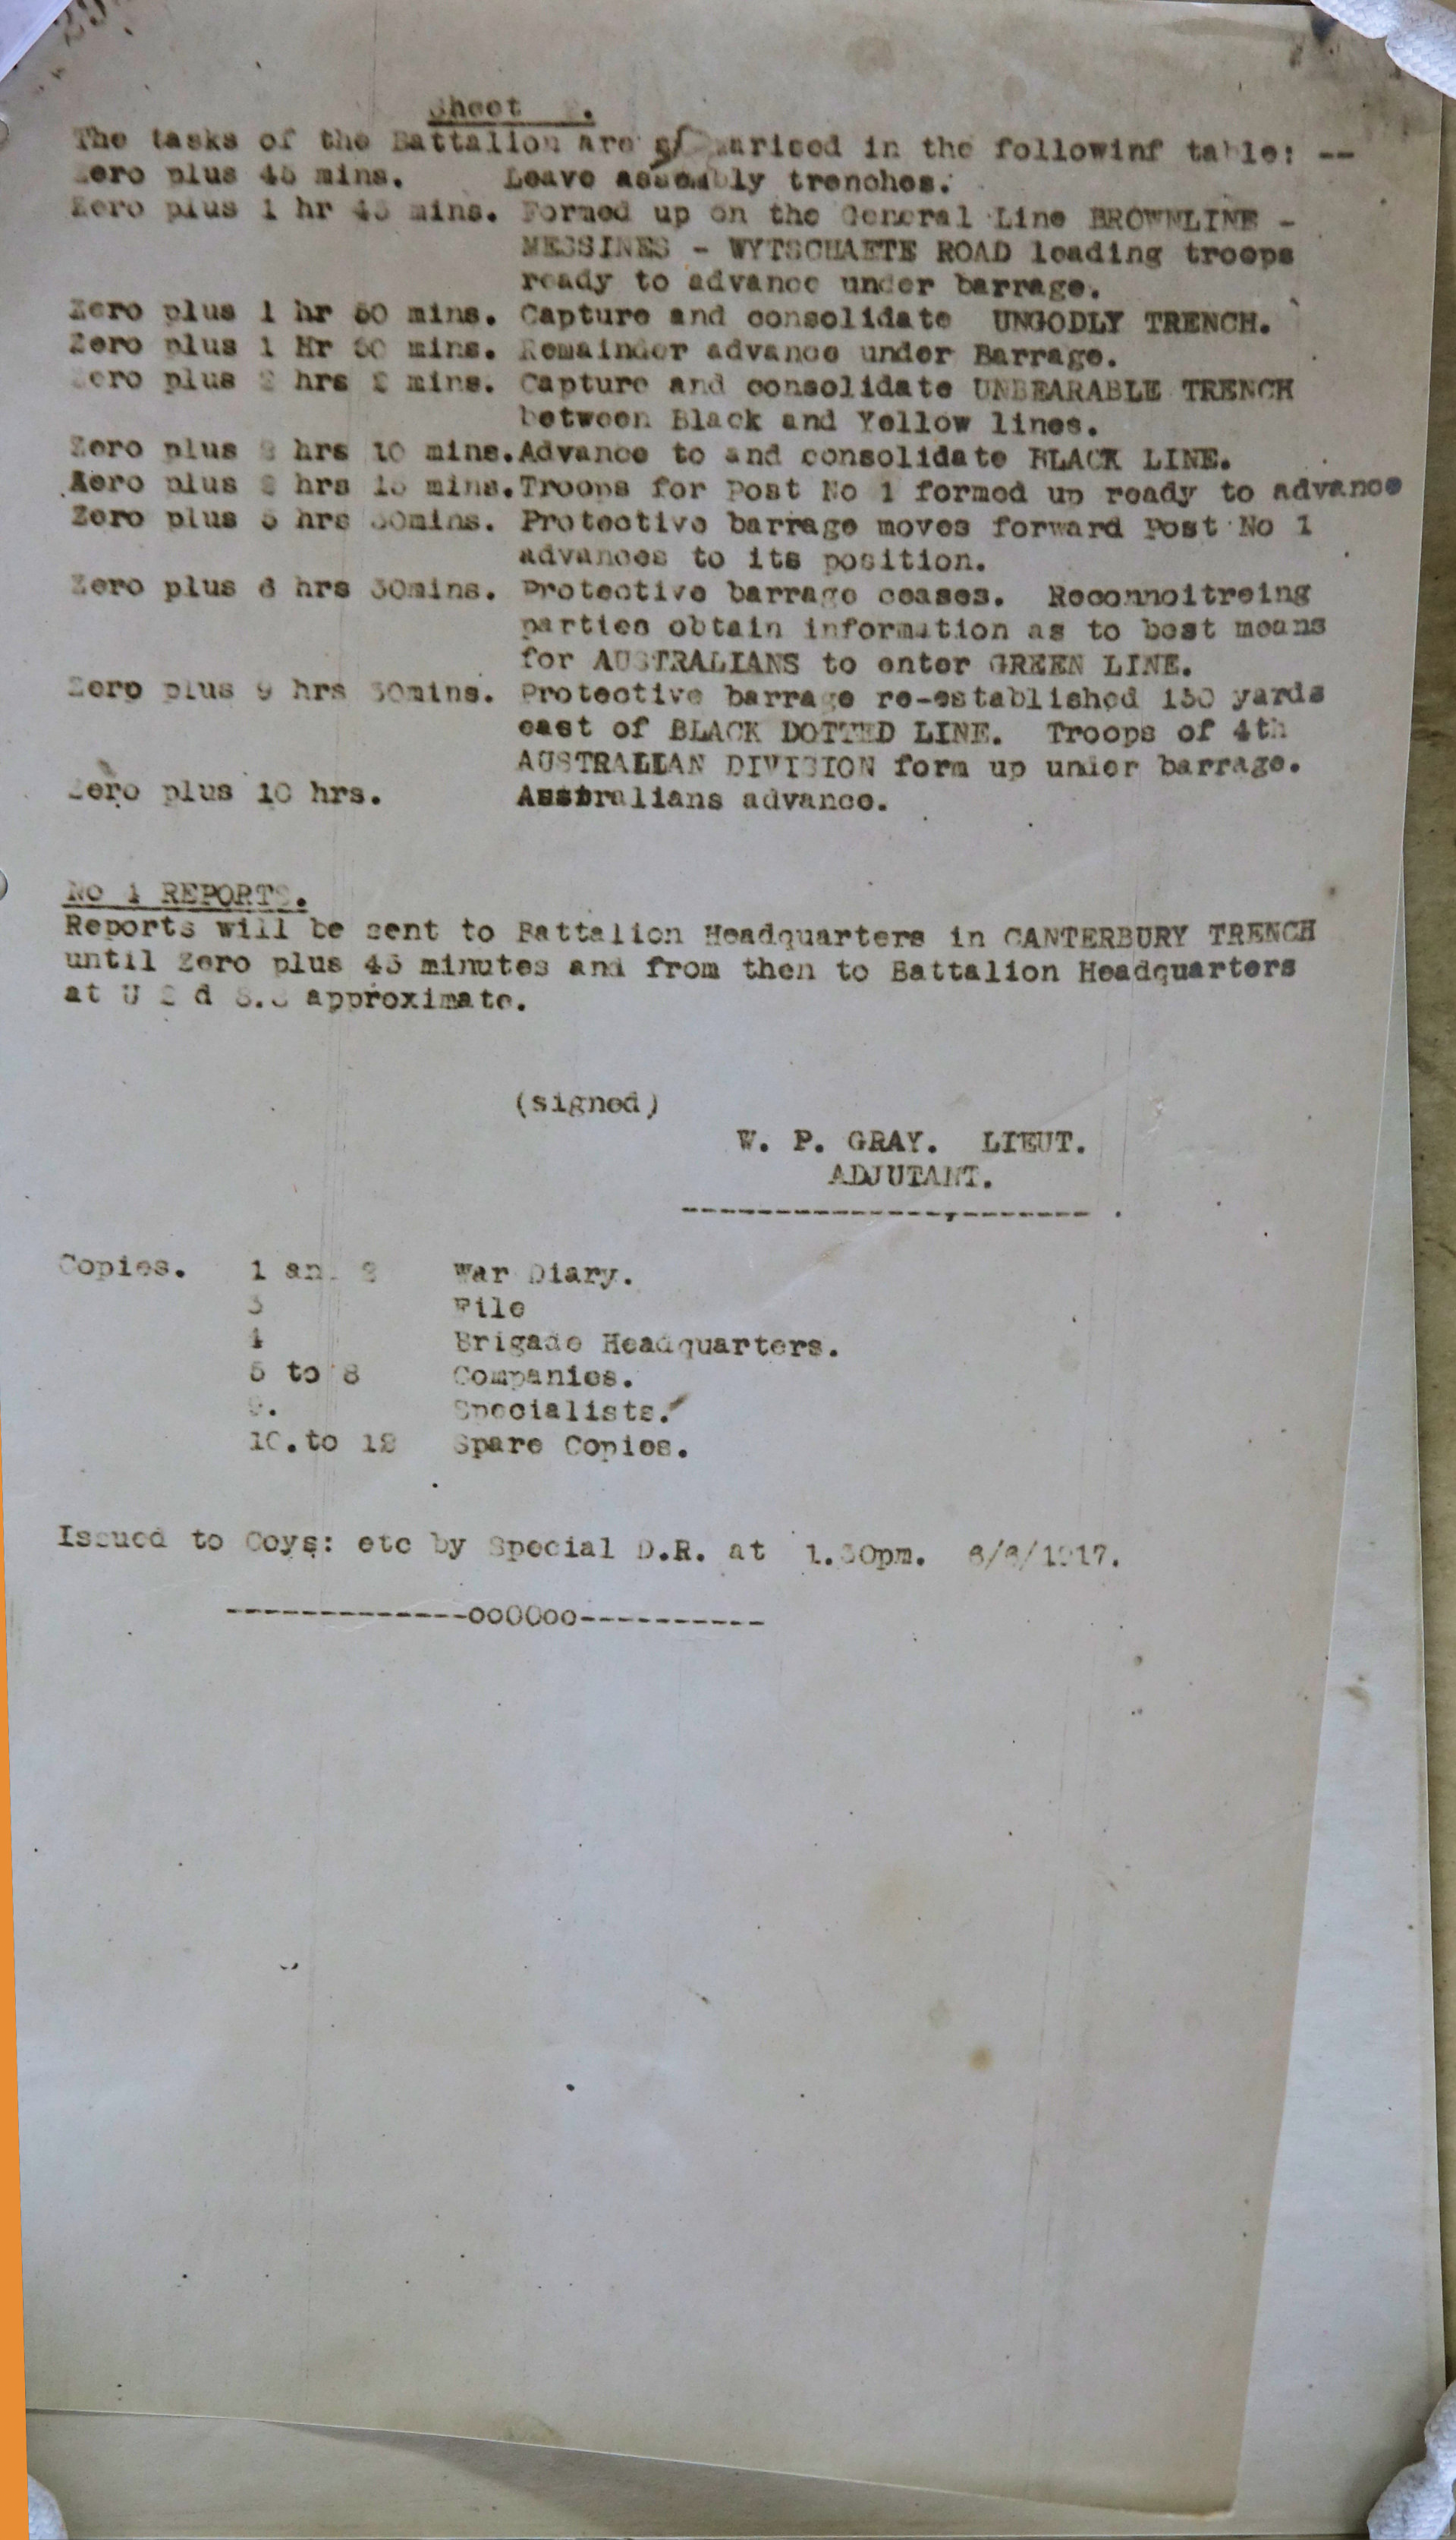 Sheet
The tasks of the Battalion are in the followinf table: --
Zero plus 45 mins. Leave assembly trenches.
Zero plus 1 hr 45 mins. Formed up on the General Line BROWNLINE -
MESSINES - WYTSCHAETE ROAD leading troops
ready to advance under barrage.
Zero plus 1 hr 50 mins. Capture and consolidate UNGODLY TRENCH.
Zero plus 1 Hr 50 mins. Remainder advance under Barrage.
Zero plus hrs mins. Capture and consolidate UNBEARABLE TRENCH
between Black and Yellow lines.
Zero plus hrs 10 mins. Advance to and consolidate BLACK LINE.
Aero plus hrs mins. Troops for Post No 1 formed up ready to advance
Zero plus hrs mins. Protective barrage moves forward Post No 1
advances to its position.
Zero plus hrs 30mins. Protective barrage ceases. Reconnoitreing
parties obtain information as to best means
for AUSTRALIANS to enter GREEN LINE.
Zero plus 9 hrs 30mins. Protective barrage re-established 150 yards
east of BLACK DOTTED LINE. Troops of 4th
AUSTRALIAN DIVISION form up under barrage.
Zero plus 10 hrs. Australians advance.
No REPORTS.
Reports will be sent to Battalion Headquarters in CANTERBURY TRENCH
until Zero plus 45 minutes and from then to Battalion Headquarters
at U d approximate.
(signed)
W. P. GRAY. LIEUT.
ADJUTANT.
----------------------- .
Copies. 1 and 2 War Diary.
3 File
4 Brigade Headquarters.
5 to 8 Companies.
9. Specialists.
10.to 12 Spare Copies.
Issued to Coys: etc by Special D.R. at 1.30pm. 6/6/1917.
-------------ooOOoo----------